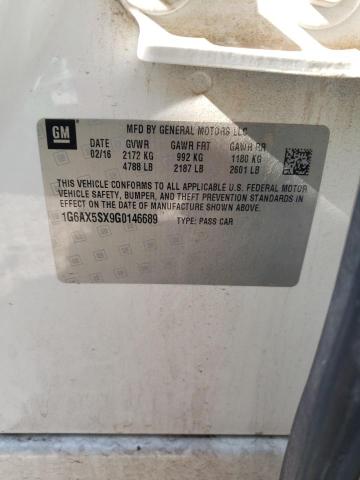 GM
MFD BY GENERAL MOTORS LLC
DATE GVWR GAWR FRT GAWR RR
02/16 2172 KG 992 KG 1180 KG
4788 LB 2187 LB 2601 LB
THIS VEHICLE CONFORMS TO ALL APPLICABLE U.S. FEDERAL MOTOR
VEHICLE SAFETY, BUMPER, AND THEFT PREVENTION STANDARDS IN
EFFECT ON THE DATE OF MANUFACTURE SHOWN ABOVE.
1G6AX5SX9G0146689 TYPE: PASS CAR